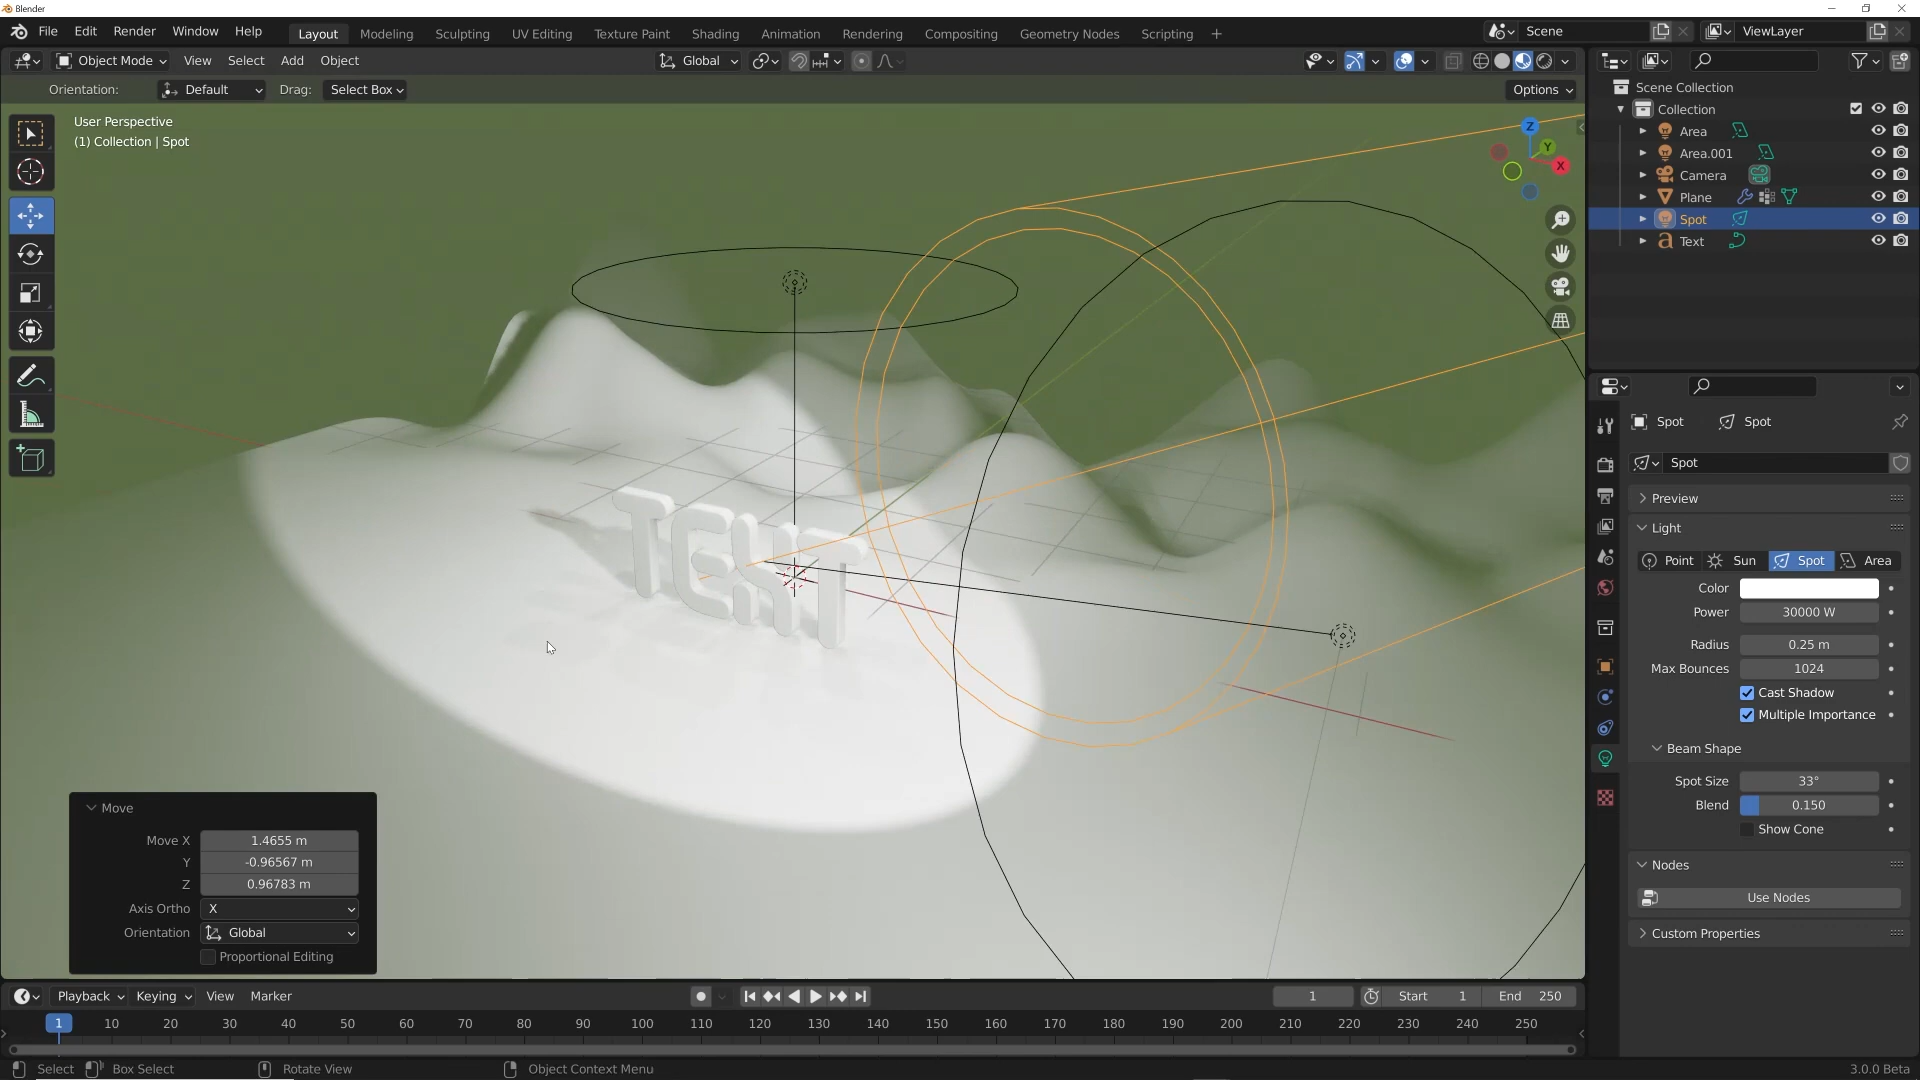 Blender
File Edit Render Window Help Layout Modeling Sculpting UV Editing Texture Paint Shading Animation Rendering Compositing Geometry Nodes Scripting + Scene ViewLayer
Object Mode View Select Add Object Global
Orientation: Default Drag: Select Box Options
User Perspective
(1) Collection | Spot
Z
Y
X
TEXT
Scene Collection
Collection
Area
Area.001
Camera
Plane
Spot
Text
Spot Spot
Spot
Preview
Light
Point Sun Spot Area
Color
Power 30000 W
Radius 0.25 m
Max Bounces 1024
Cast Shadow
Multiple Importance
Beam Shape
Spot Size 33°
Blend 0.150
Show Cone
Nodes
Use Nodes
Custom Properties
Move
Move X 1.4655 m
Y -0.96567 m
Z 0.96783 m
Axis Ortho X
Orientation Global
Proportional Editing
Playback Keying View Marker 1 Start 1 End 250
1 10 20 30 40 50 60 70 80 90 100 110 120 130 140 150 160 170 180 190 200 210 220 230 240 250
Select Box Select Rotate View Object Context Menu 3.0.0 Beta